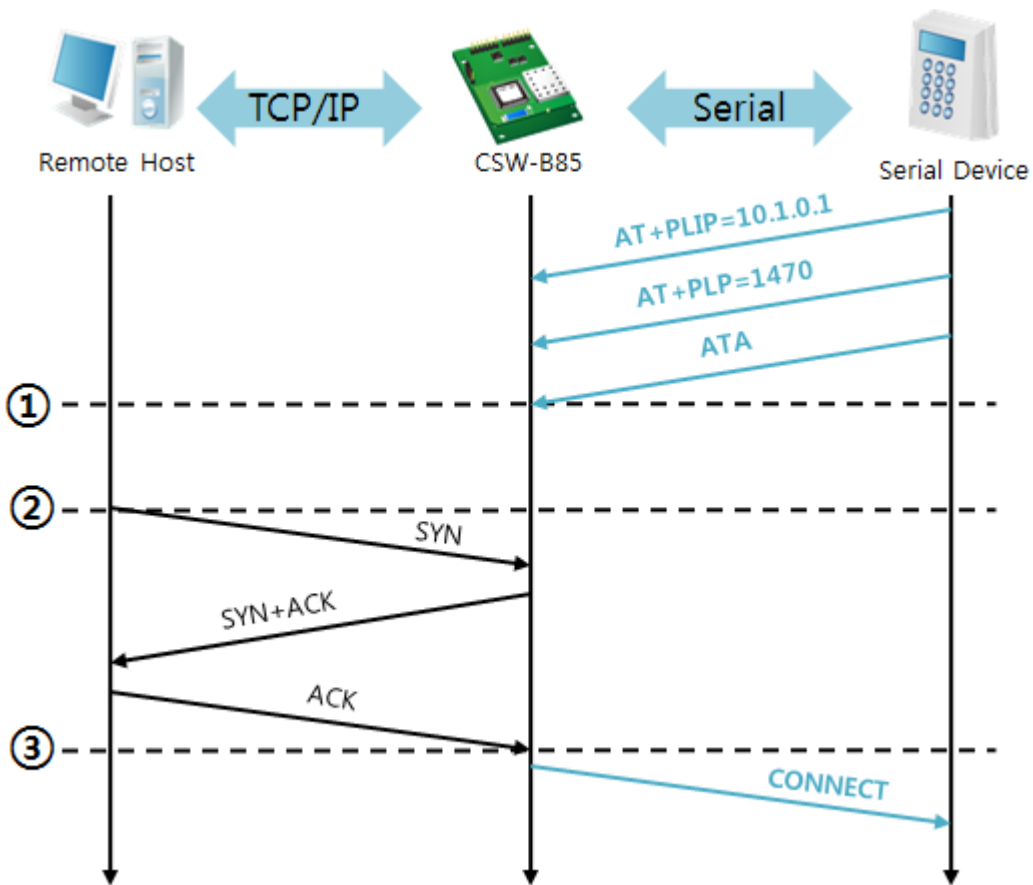 TCP/IP
Serial
Remote Host
CSW-B85
Serial Device
AT+PLIP=10.1.0.1
AT+PLP=1470
ATA
①
②
SYN
SYN+ACK
ACK
③
CONNECT